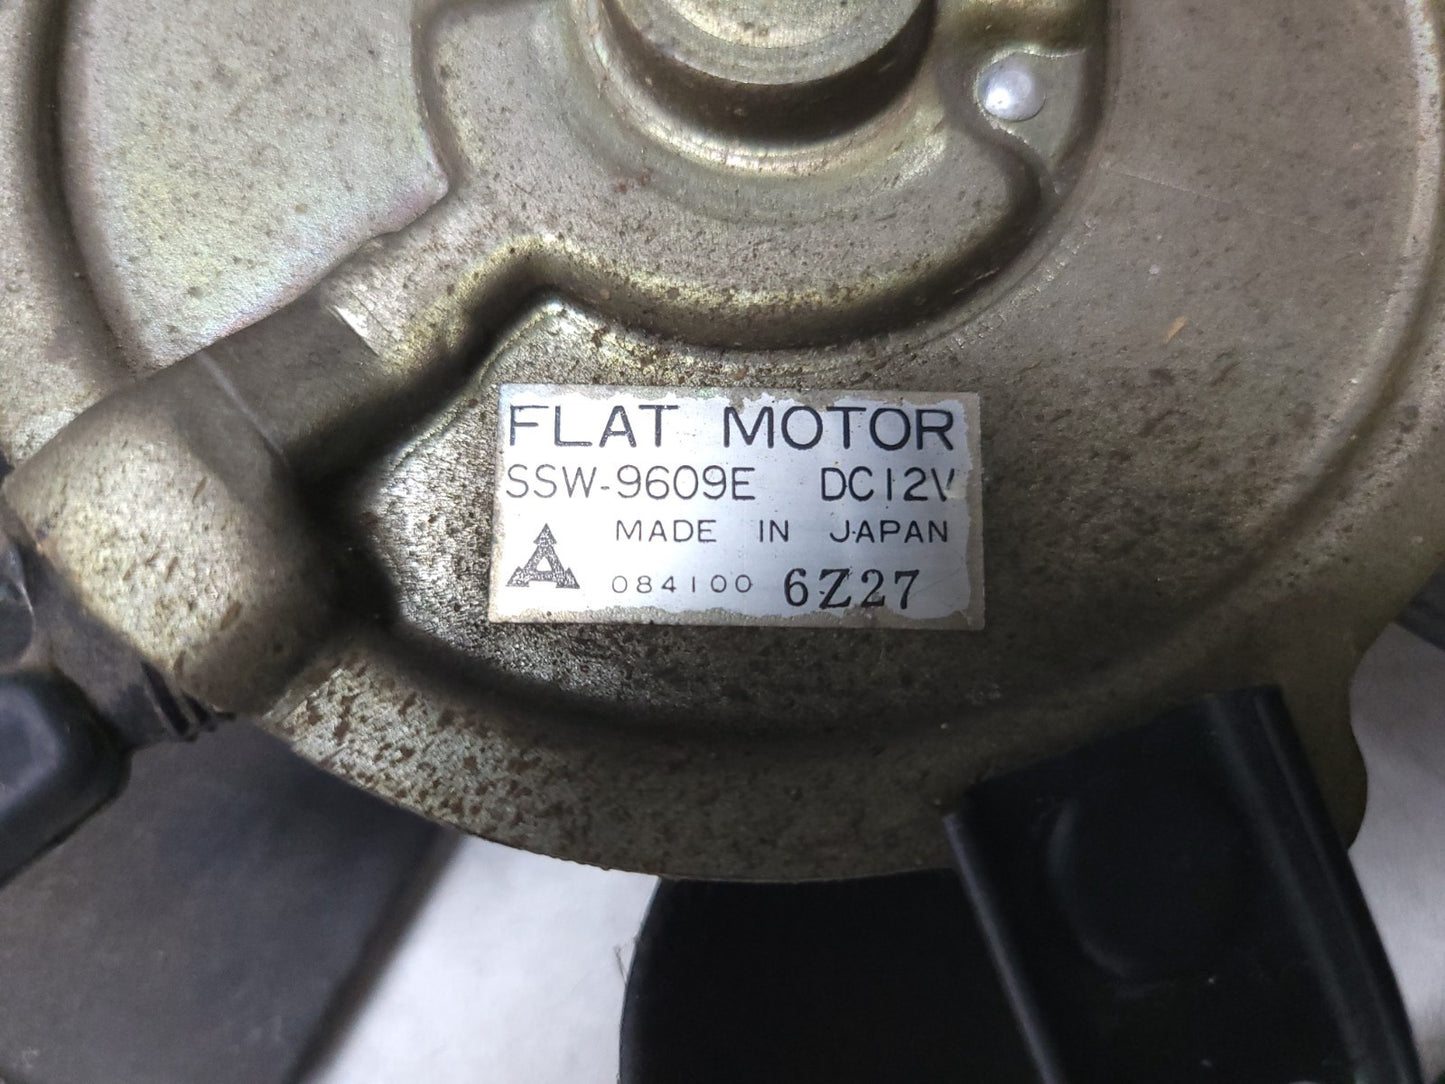 FLAT MOTOR
SSW-9609E DC12V
MADE IN JAPAN
084100 6Z27